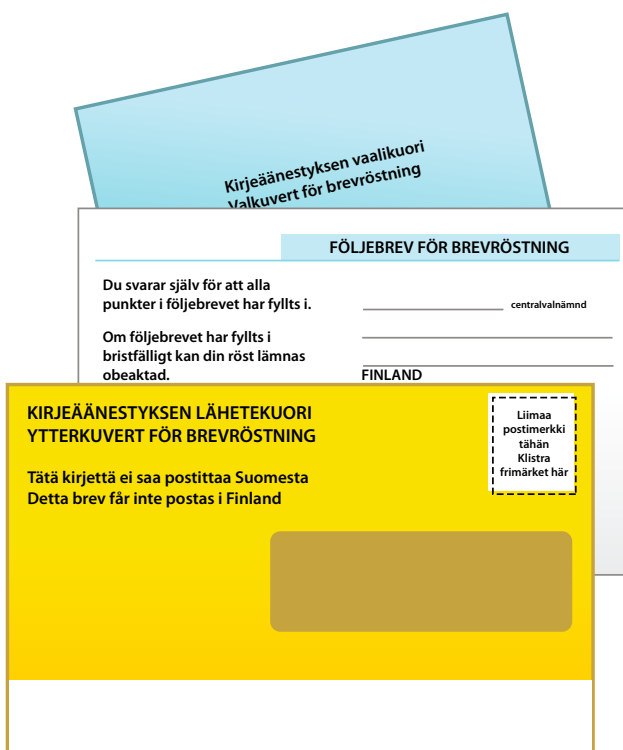 Kirjeäänestyksen vaalikuori
Valkuvert för brevröstning
FÖLJEBREV FÖR BREVRÖSTNING
Du svarar själv för att alla
punkter i följebrevet har fyllts i.
centralvalnämnd
Om följebrevet har fyllts i
bristfälligt kan din röst lämnas
obeaktad.
FINLAND
KIRJEÄÄNESTYKSEN LÄHETEKUORI
YTTERKUVERT FÖR BREVRÖSTNING
Tätä kirjettä ei saa postittaa Suomesta
Detta brev får inte postas i Finland
Liimaa
postimerkki
tähän
Klistra
frimärket här